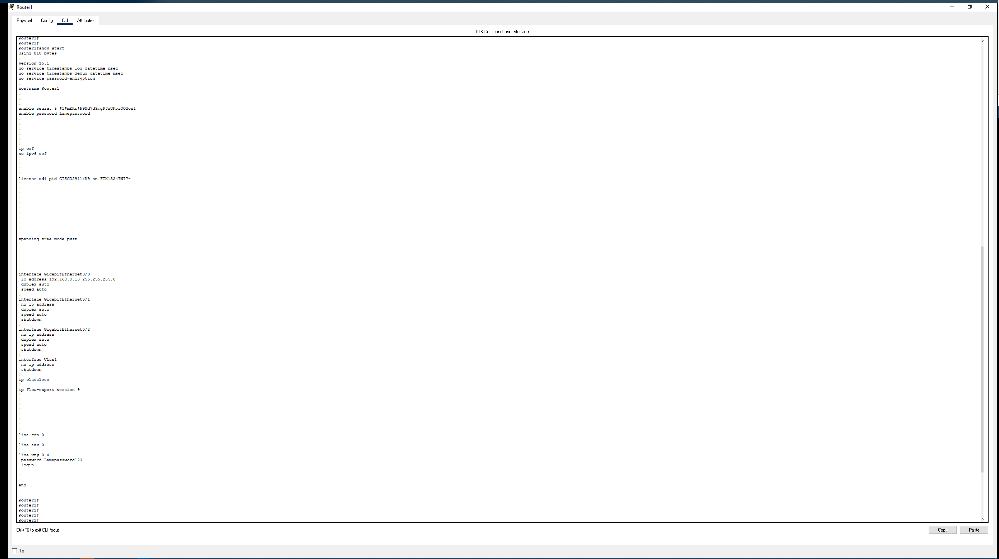 Router1
Physical Config CLI Attributes
IOS Command Line Interface
Router1#
Router1#
Router1#show start
Using 810 bytes
!
version 15.1
no service timestamps log datetime msec
no service timestamps debug datetime msec
no service password-encryption
!
hostname Router1
!
!
!
enable secret 5 $1$mERr$F9Md7d9mgPJxUKvrQQ2ox1
enable password Lamepassword
!
!
!
!
!
!
ip cef
no ipv6 cef
!
!
!
!
license udi pid CISCO2911/K9 sn FTX15247W77-
!
!
!
!
!
!
!
!
!
!
!
spanning-tree mode pvst
!
!
!
!
!
!
interface GigabitEthernet0/0
 ip address 192.168.0.10 255.255.255.0
 duplex auto
 speed auto
!
interface GigabitEthernet0/1
 no ip address
 duplex auto
 speed auto
 shutdown
!
interface GigabitEthernet0/2
 no ip address
 duplex auto
 speed auto
 shutdown
!
interface Vlan1
 no ip address
 shutdown
!
ip classless
!
ip flow-export version 9
!
!
!
!
!
!
!
!
line con 0
!
line aux 0
!
line vty 0 4
 password Lamepassword123
 login
!
!
!
end
Router1#
Router1#
Router1#
Router1#
Router1#
Ctrl+F6 to exit CLI focus
Copy Paste
To